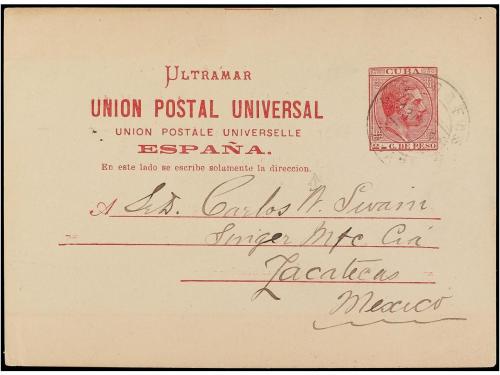 ULTRAMAR
UNION POSTAL UNIVERSAL
UNION POSTALE UNIVERSELLE
ESPAÑA.
En este lado se escribe solamente la direccion.
CUBA
2 C. DE PESO
A Sr. D. Carlos N. Swain
Singer Mfc Cia
Zacatecas
Mexico